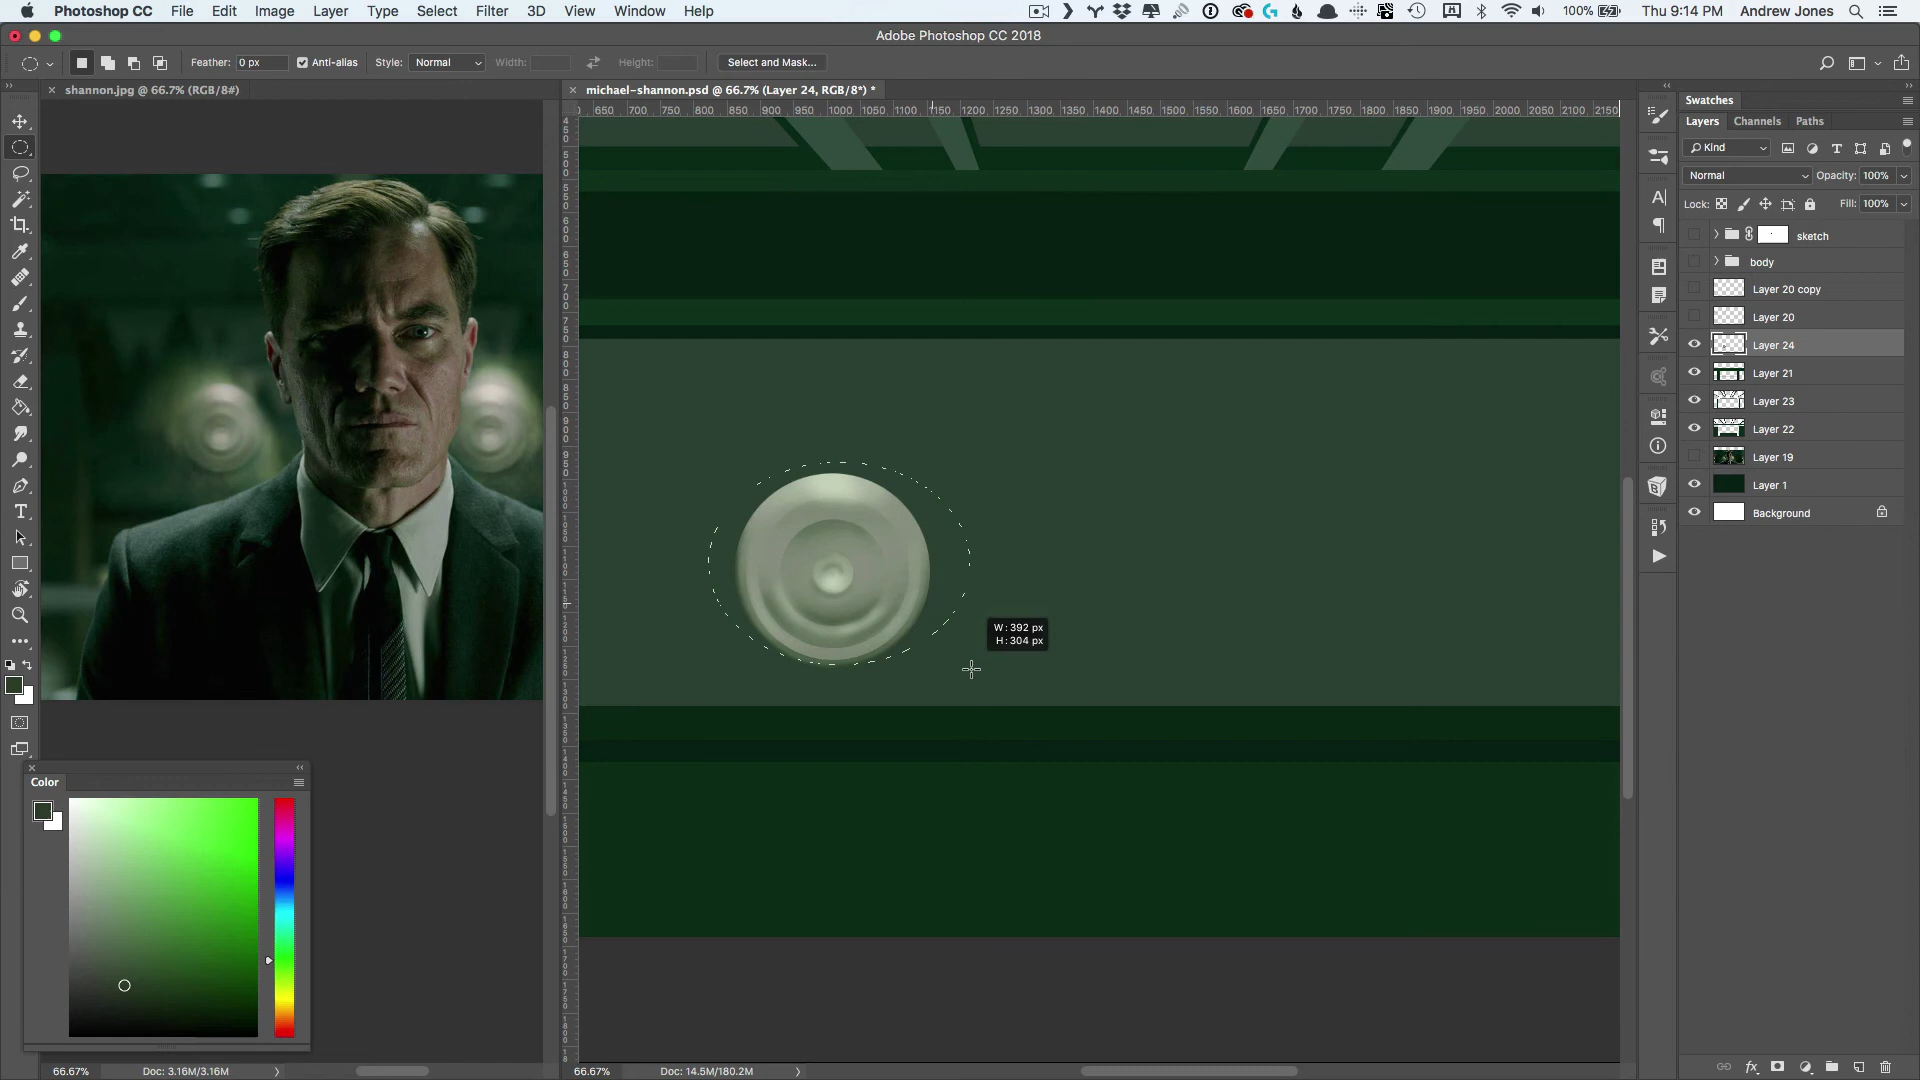 Photoshop CC File Edit Image Layer Type Select Filter 3D View Window Help 100% Thu 9:14 PM Andrew Jones
Adobe Photoshop CC 2018
Feather: 0 px Anti-alias Style: Normal Width: Height: Select and Mask...
shannon.jpg @ 66.7% (RGB/8#)
michael-shannon.psd @ 66.7% (Layer 24, RGB/8*) *
650 700 750 800 850 900 950 1000 1050 1100 1150 1200 1250 1300 1350 1400 1450 1500 1550 1600 1650 1700 1750 1800 1850 1900 1950 2000 2050 2100 2150
Swatches
Layers Channels Paths
Kind
Normal Opacity: 100%
Lock: Fill: 100%
sketch
body
Layer 20 copy
Layer 20
Layer 24
Layer 21
Layer 23
Layer 22
Layer 19
Layer 1
Background
W: 392 px
H: 304 px
Color
66.67% Doc: 3.16M/3.16M
66.67% Doc: 14.5M/180.2M